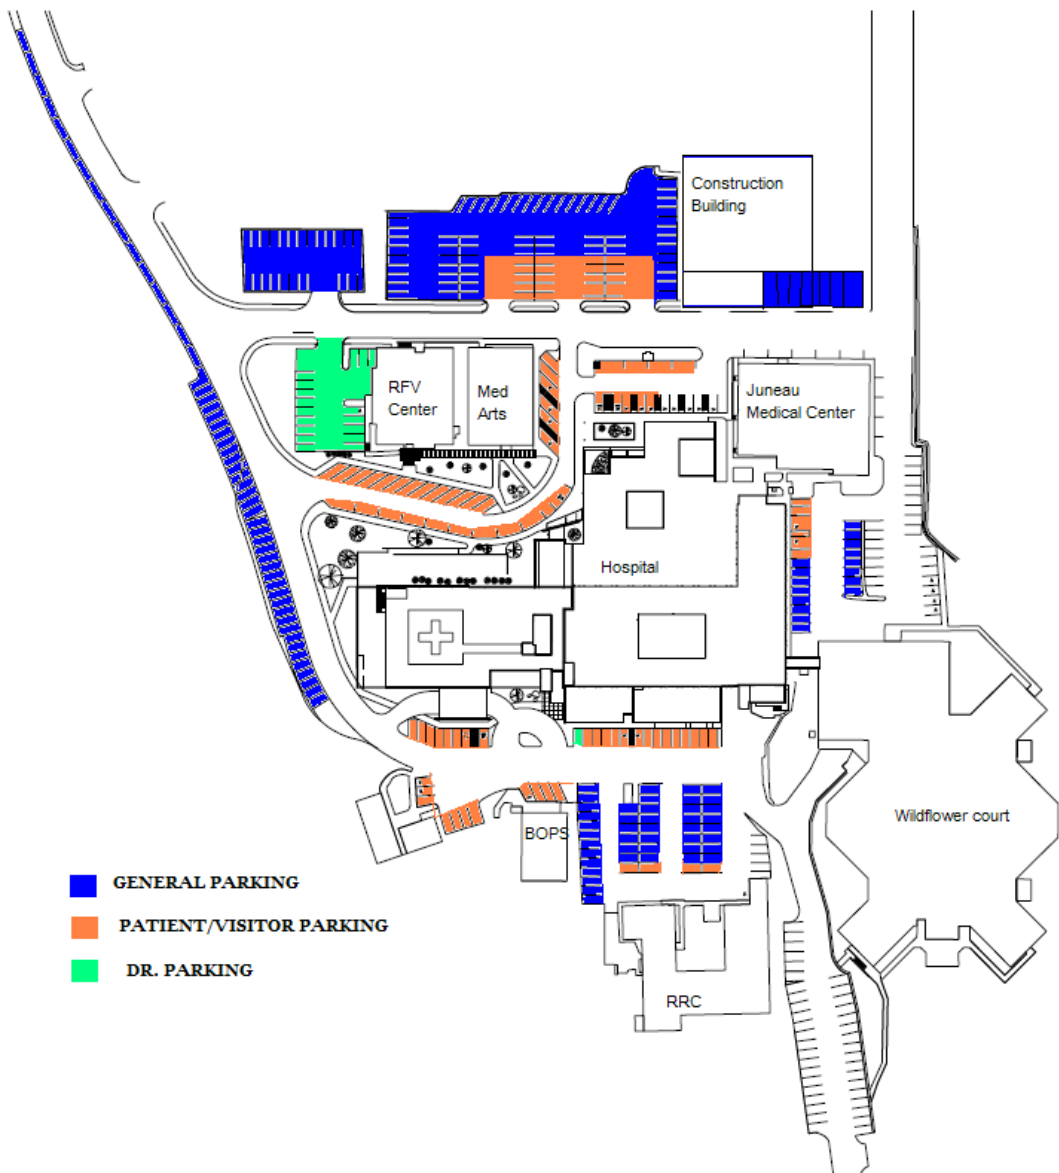 Construction
Building
RFV
Center
Med
Arts
Juneau
Medical Center
Hospital
Wildflower court
BOPS
GENERAL PARKING
PATIENT/VISITOR PARKING
DR. PARKING
RRC